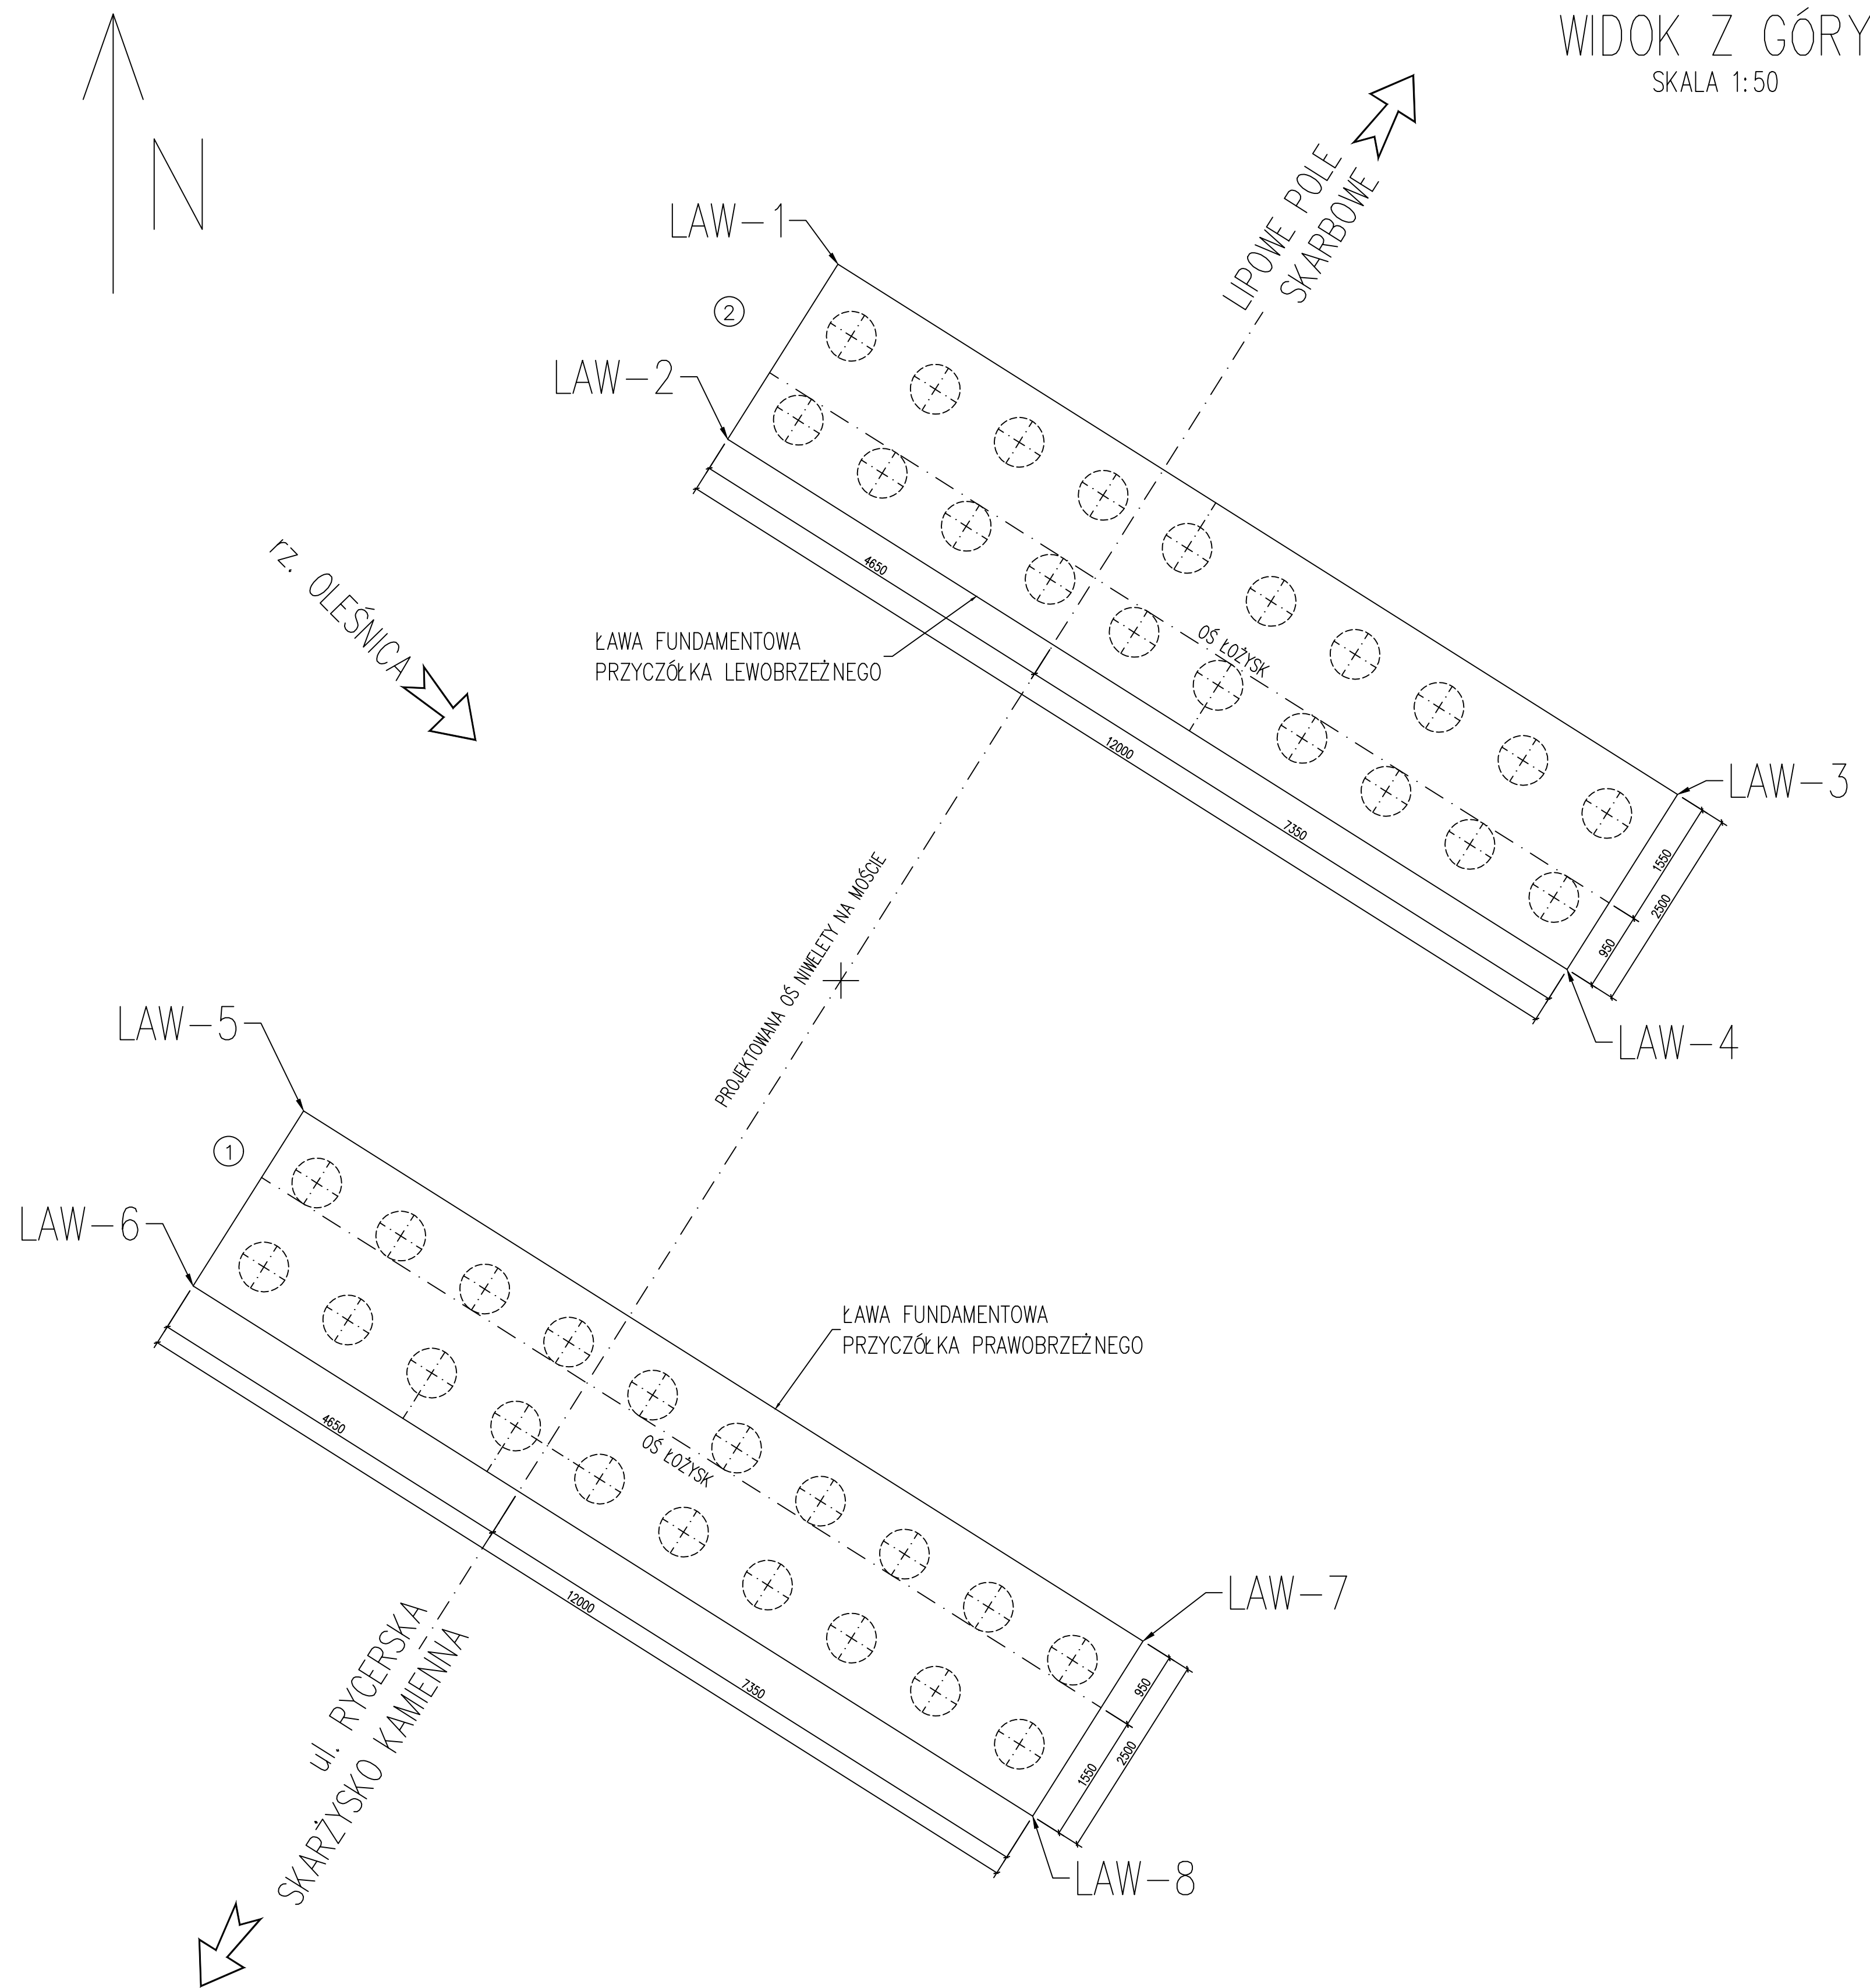 WIDOK Z GÓRY
SKALA 1:50
N
LIPOWE POLE
SKARBOWE
LAW-1
2
LAW-2
rz. OLEŚNICA
4650
ŁAWA FUNDAMENTOWA
PRZYCZÓŁKA LEWOBRZEŻNEGO
OŚ ŁOŻYSK
12000
7350
LAW-3
1550
2500
950
LAW-4
PROJEKTOWANA OŚ NIWELETY NA MOŚCIE
LAW-5
1
LAW-6
ŁAWA FUNDAMENTOWA
PRZYCZÓŁKA PRAWOBRZEŻNEGO
4650
OŚ ŁOŻYSK
12000
7350
LAW-7
950
2500
1550
LAW-8
ul. RYCERSKA
SKARŻYSKO KAMIENNA